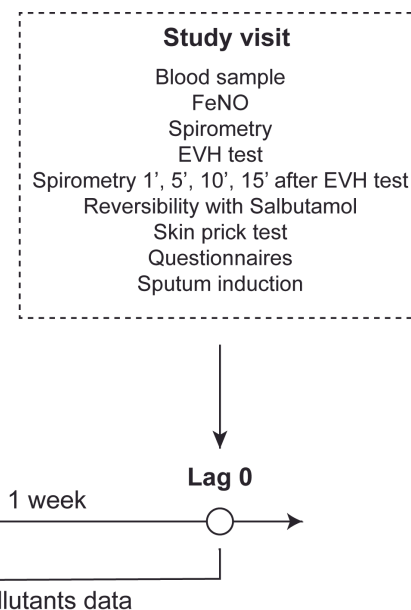 Study visit
Blood sample
FeNO
Spirometry
EVH test
Spirometry 1’, 5’, 10’, 15’ after EVH test
Reversibility with Salbutamol
Skin prick test
Questionnaires
Sputum induction
Lag 0
1 week
llutants data